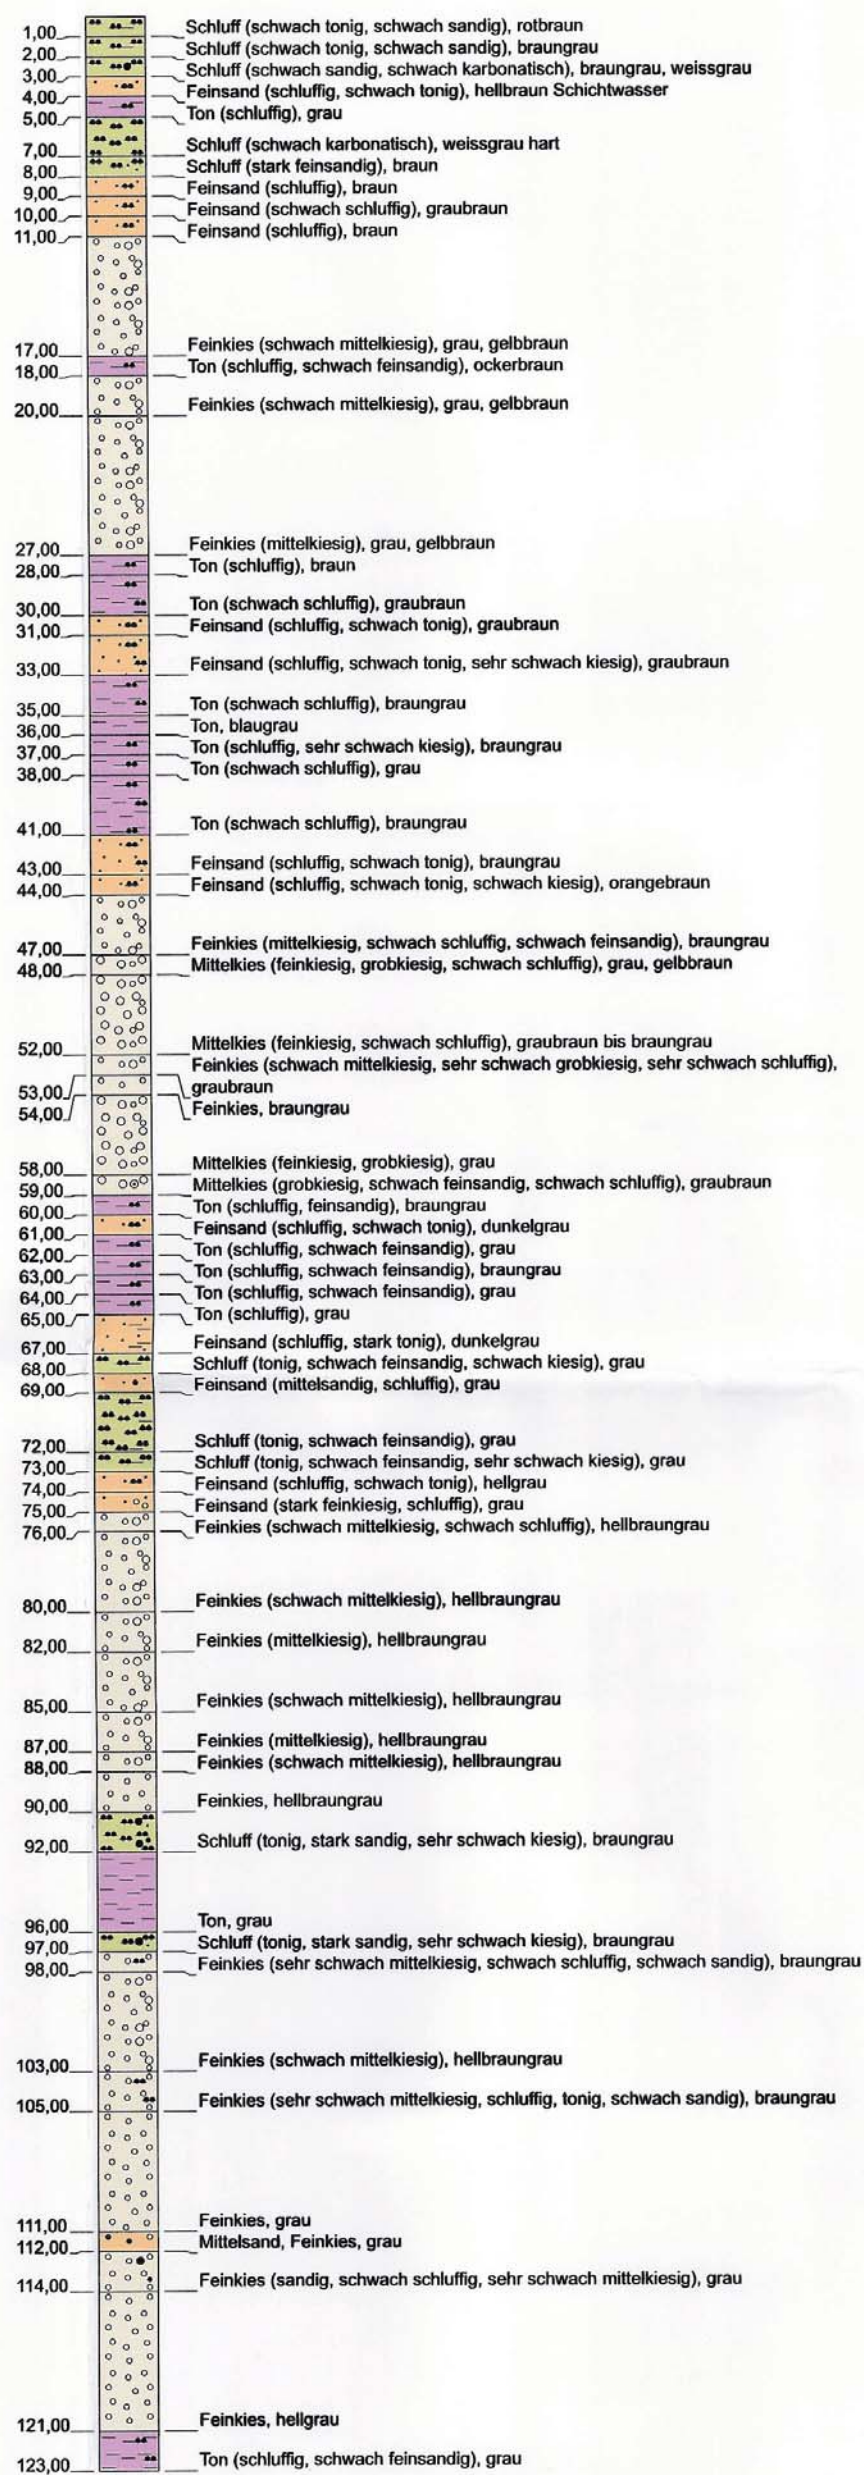 1,00 Schluff (schwach tonig, schwach sandig), rotbraun
2,00 Schluff (schwach tonig, schwach sandig), braungrau
3,00 Schluff (schwach sandig, schwach karbonatisch), braungrau, weissgrau
4,00 Feinsand (schluffig, schwach tonig), hellbraun Schichtwasser
5,00 Ton (schluffig), grau
7,00 Schluff (schwach karbonatisch), weissgrau hart
8,00 Schluff (stark feinsandig), braun
9,00 Feinsand (schluffig), braun
10,00 Feinsand (schwach schluffig), graubraun
11,00 Feinsand (schluffig), braun
17,00 Feinkies (schwach mittelkiesig), grau, gelbbraun
18,00 Ton (schluffig, schwach feinsandig), ockerbraun
20,00 Feinkies (schwach mittelkiesig), grau, gelbbraun
27,00 Feinkies (mittelkiesig), grau, gelbbraun
28,00 Ton (schluffig), braun
30,00 Ton (schwach schluffig), graubraun
31,00 Feinsand (schluffig, schwach tonig), graubraun
33,00 Feinsand (schluffig, schwach tonig, sehr schwach kiesig), graubraun
35,00 Ton (schwach schluffig), braungrau
36,00 Ton, blaugrau
37,00 Ton (schluffig, sehr schwach kiesig), braungrau
38,00 Ton (schwach schluffig), grau
41,00 Ton (schwach schluffig), braungrau
43,00 Feinsand (schluffig, schwach tonig), braungrau
44,00 Feinsand (schluffig, schwach tonig, schwach kiesig), orangebraun
47,00 Feinkies (mittelkiesig, schwach schluffig, schwach feinsandig), braungrau
48,00 Mittelkies (feinkiesig, grobkiesig, schwach schluffig), grau, gelbbraun
52,00 Mittelkies (feinkiesig, schwach schluffig), graubraun bis braungrau
Feinkies (schwach mittelkiesig, sehr schwach grobkiesig, sehr schwach schluffig),
53,00 graubraun
54,00 Feinkies, braungrau
58,00 Mittelkies (feinkiesig, grobkiesig), grau
59,00 Mittelkies (grobkiesig, schwach feinsandig, schwach schluffig), graubraun
60,00 Ton (schluffig, feinsandig), braungrau
61,00 Feinsand (schluffig, schwach tonig), dunkelgrau
62,00 Ton (schluffig, schwach feinsandig), grau
63,00 Ton (schluffig, schwach feinsandig), braungrau
64,00 Ton (schluffig, schwach feinsandig), grau
65,00 Ton (schluffig), grau
67,00 Feinsand (schluffig, stark tonig), dunkelgrau
68,00 Schluff (tonig, schwach feinsandig, schwach kiesig), grau
69,00 Feinsand (mittelsandig, schluffig), grau
72,00 Schluff (tonig, schwach feinsandig), grau
73,00 Schluff (tonig, schwach feinsandig, sehr schwach kiesig), grau
74,00 Feinsand (schluffig, schwach tonig), hellgrau
75,00 Feinsand (stark feinkiesig, schluffig), grau
76,00 Feinkies (schwach mittelkiesig, schwach schluffig), hellbraungrau
80,00 Feinkies (schwach mittelkiesig), hellbraungrau
82,00 Feinkies (mittelkiesig), hellbraungrau
85,00 Feinkies (schwach mittelkiesig), hellbraungrau
87,00 Feinkies (mittelkiesig), hellbraungrau
88,00 Feinkies (schwach mittelkiesig), hellbraungrau
90,00 Feinkies, hellbraungrau
92,00 Schluff (tonig, stark sandig, sehr schwach kiesig), braungrau
96,00 Ton, grau
97,00 Schluff (tonig, stark sandig, sehr schwach kiesig), braungrau
98,00 Feinkies (sehr schwach mittelkiesig, schwach schluffig, schwach sandig), braungrau
103,00 Feinkies (schwach mittelkiesig), hellbraungrau
105,00 Feinkies (sehr schwach mittelkiesig, schluffig, tonig, schwach sandig), braungrau
111,00 Feinkies, grau
112,00 Mittelsand, Feinkies, grau
114,00 Feinkies (sandig, schwach schluffig, sehr schwach mittelkiesig), grau
121,00 Feinkies, hellgrau
123,00 Ton (schluffig, schwach feinsandig), grau